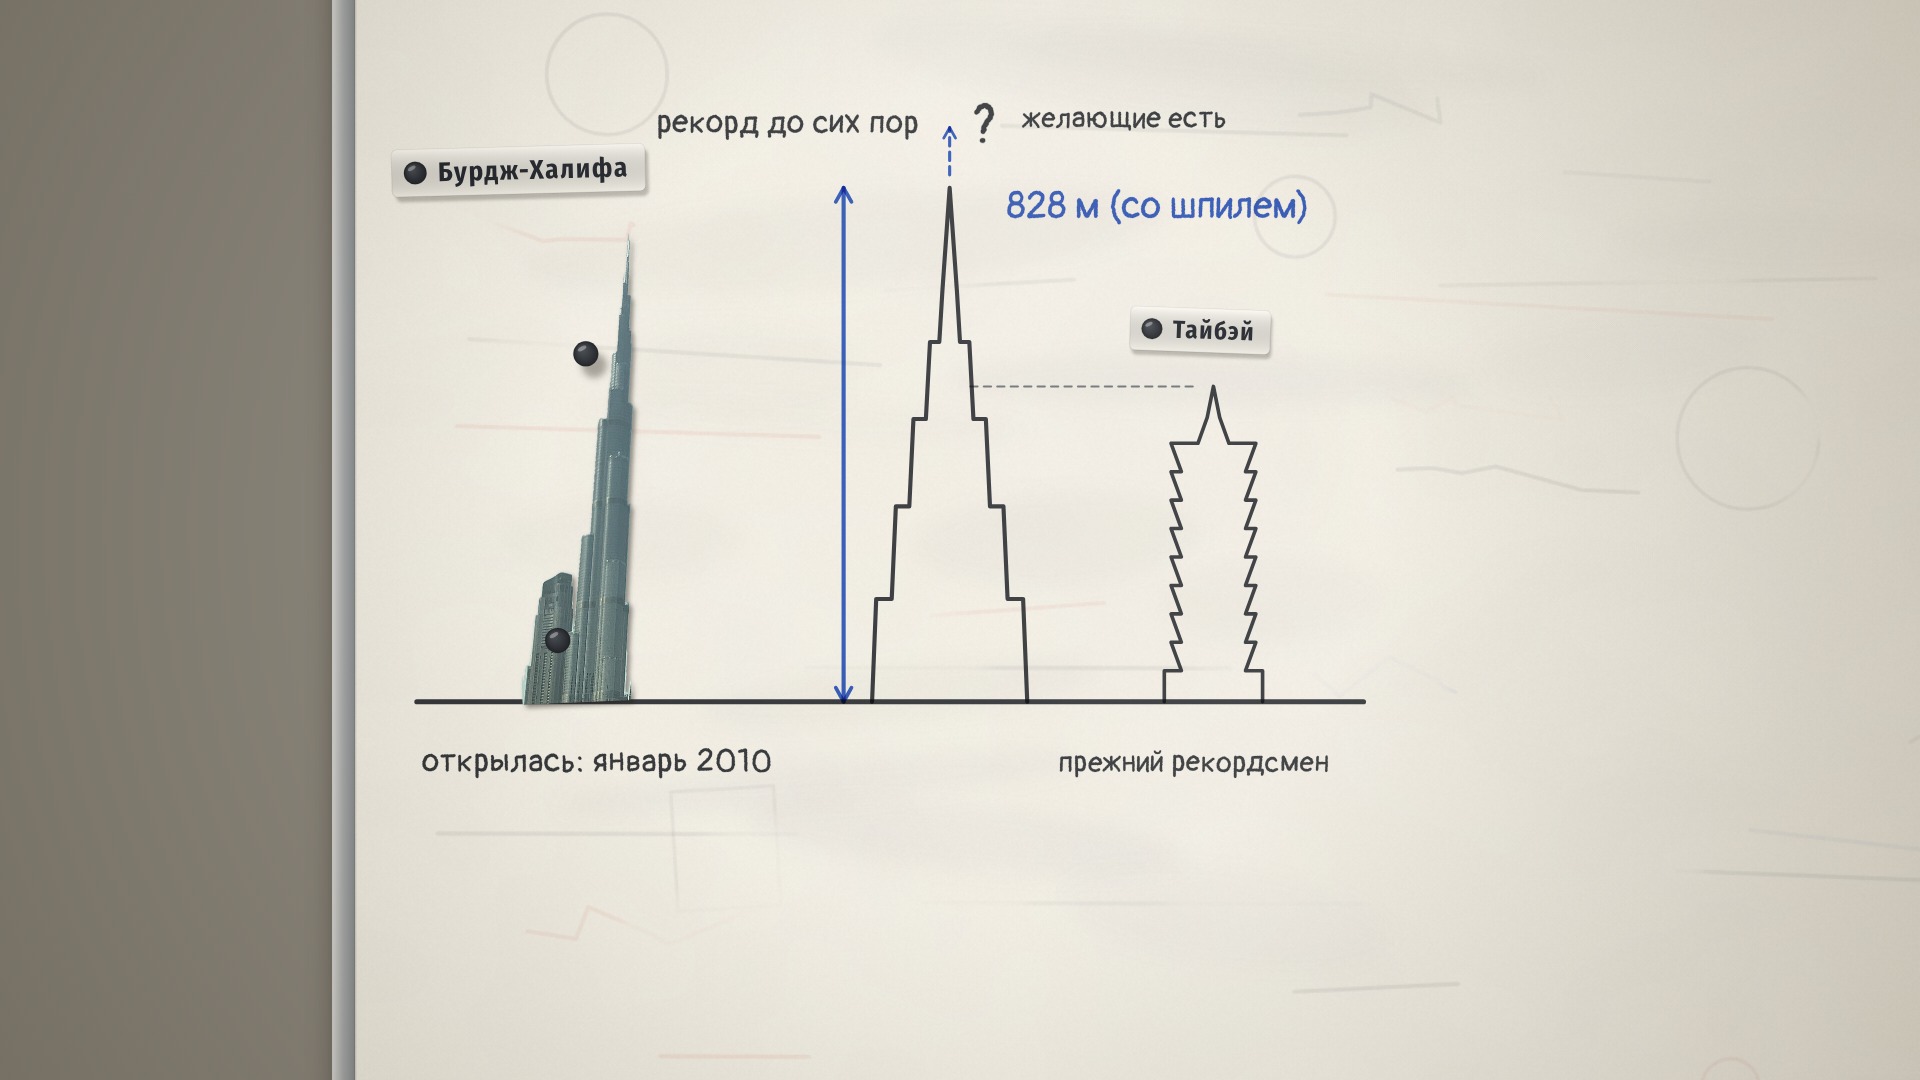 рекорд до сих пор
? желающие есть
Бурдж-Халифа
828 м (со шпилем)
Тайбэй
открылась: январь 2010
прежний рекордсмен